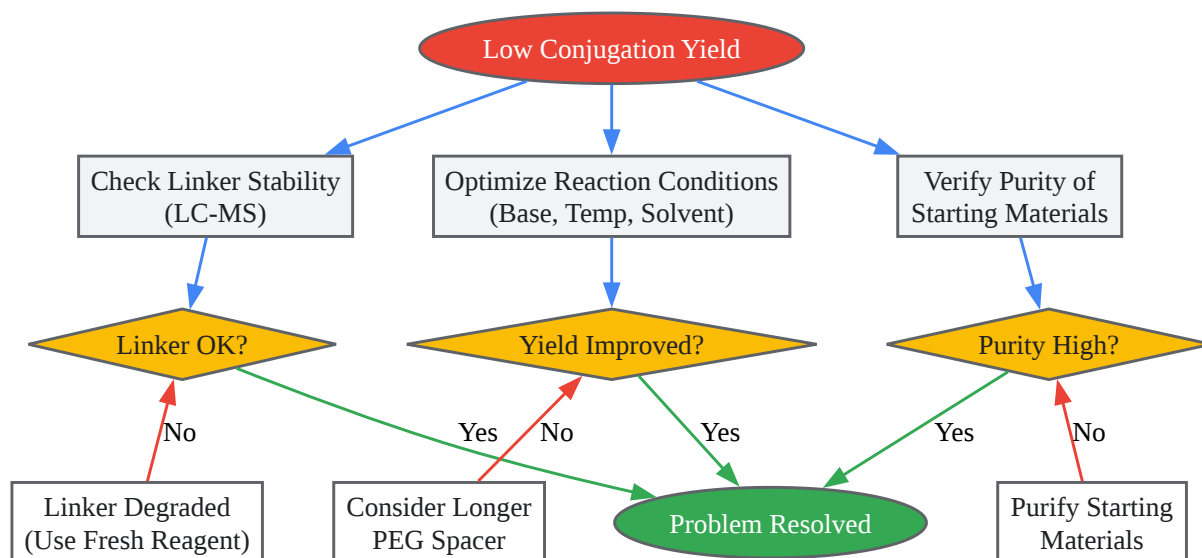 Low Conjugation Yield
Check Linker Stability
(LC-MS)
Optimize Reaction Conditions
(Base, Temp, Solvent)
Verify Purity of
Starting Materials
Linker OK?
Yield Improved?
Purity High?
No
Yes
No
Yes
Yes
No
Linker Degraded
(Use Fresh Reagent)
Consider Longer
PEG Spacer
Problem Resolved
Purify Starting
Materials